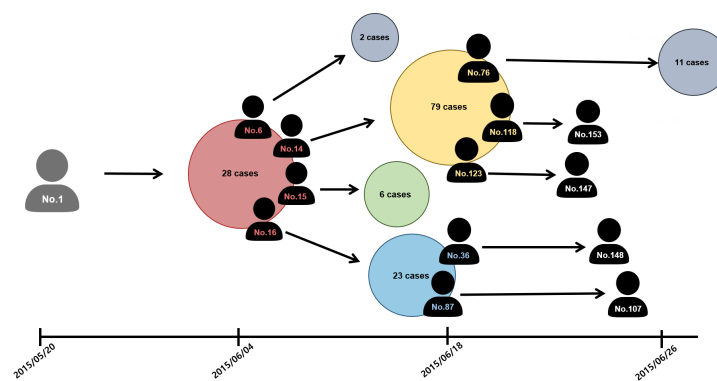 2 cases
No.76
11 cases
No.6
79 cases
No.14
No.118
No.153
28 cases
No.123
No.147
No.1
No.15
6 cases
No.16
No.36
No.148
23 cases
No.87
No.107
2015/05/20
2015/06/04
2015/06/18
2015/06/26